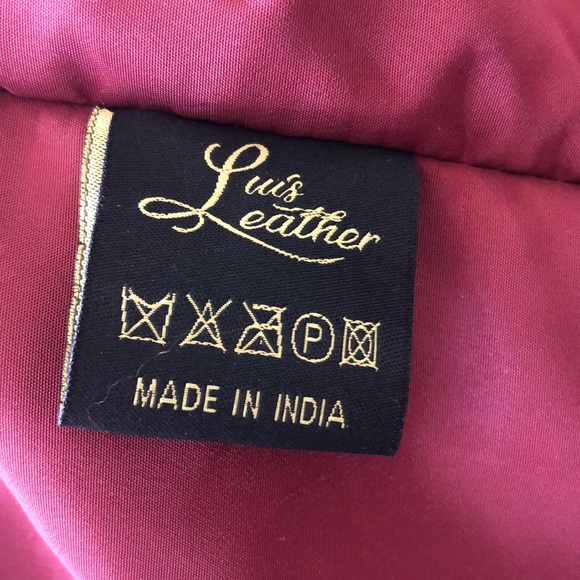 Luis
Leather
P
MADE IN INDIA